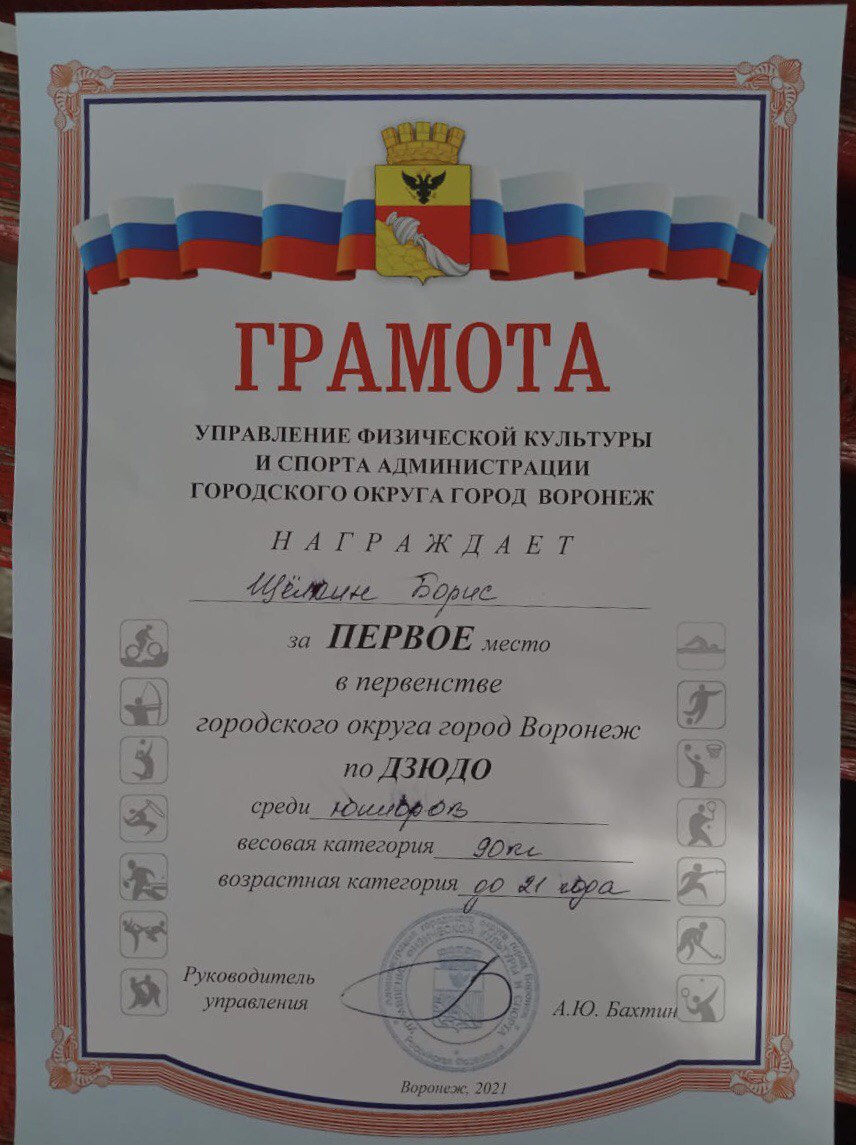 ГРАМОТА
УПРАВЛЕНИЕ ФИЗИЧЕСКОЙ КУЛЬТУРЫ
И СПОРТА АДМИНИСТРАЦИИ
ГОРОДСКОГО ОКРУГА ГОРОД ВОРОНЕЖ
НАГРАЖДАЕТ
Борис
за ПЕРВОЕ место
в первенстве
городского округа город Воронеж
по ДЗЮДО
среди юниоров
весовая категория 90кг
возрастная категория до 21 года
Руководитель
управления
А.Ю. Бахтин
Воронеж, 2021